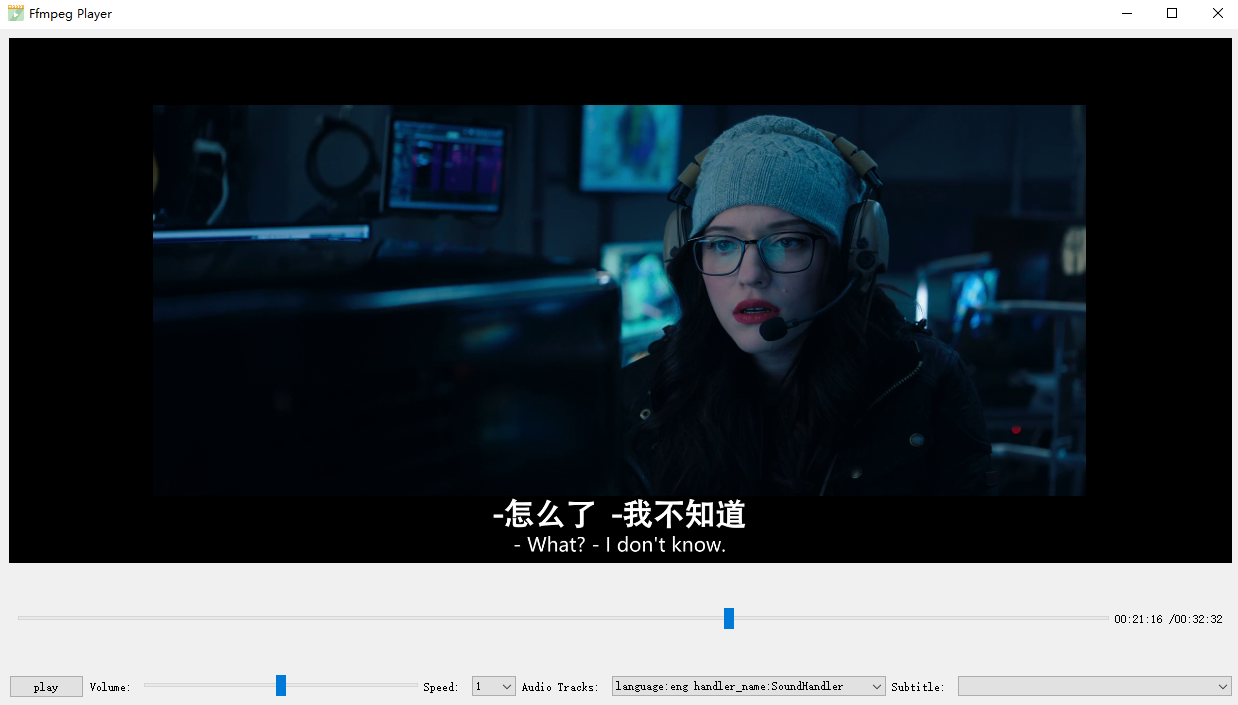 Ffmpeg Player
-怎么了 -我不知道
- What? - I don't know.
00:21:16 /00:32:32
play Volume: Speed: 1 Audio Tracks: language:eng handler_name:SoundHandler Subtitle: